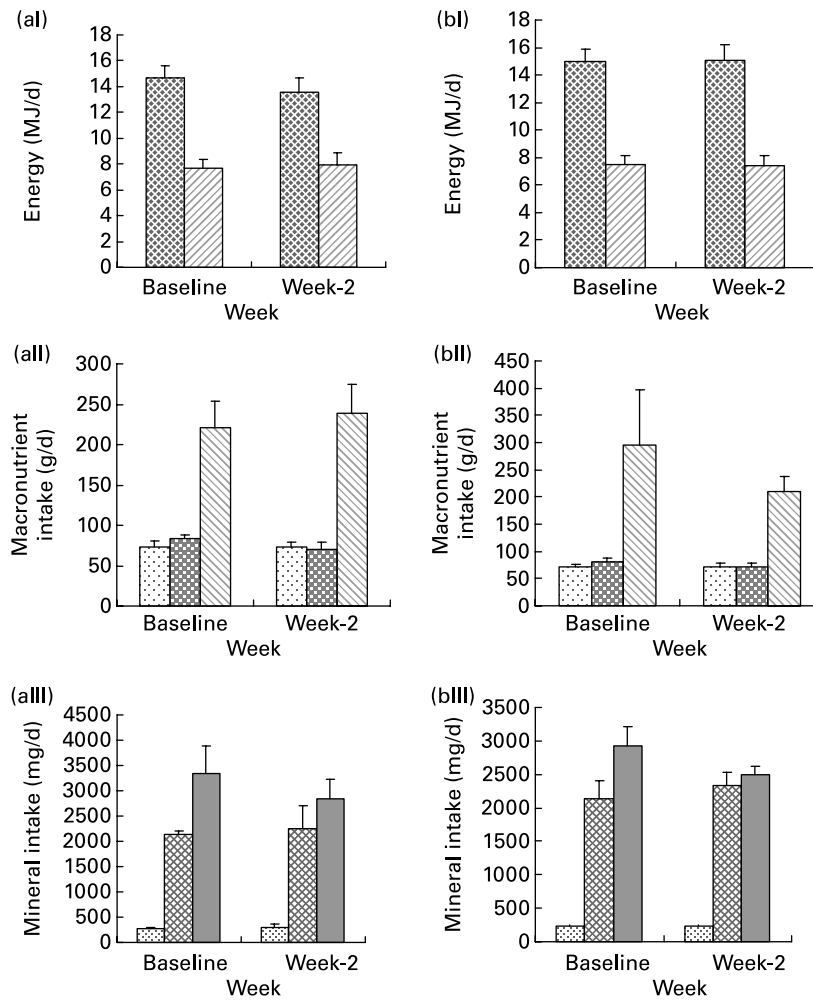 (aI)
Energy (MJ/d)
18
16
14
12
10
8
6
4
2
0
Baseline Week-2
Week
(bI)
Energy (MJ/d)
18
16
14
12
10
8
6
4
2
0
Baseline Week-2
Week
(aII)
Macronutrient
intake (g/d)
300
250
200
150
100
50
0
Baseline Week-2
Week
(bII)
Macronutrient
intake (g/d)
450
400
350
300
250
200
150
100
50
0
Baseline Week-2
Week
(aIII)
Mineral intake (mg/d)
4500
4000
3500
3000
2500
2000
1500
1000
500
0
Baseline Week-2
Week
(bIII)
Mineral intake (mg/d)
3500
3000
2500
2000
1500
1000
500
0
Baseline Week-2
Week